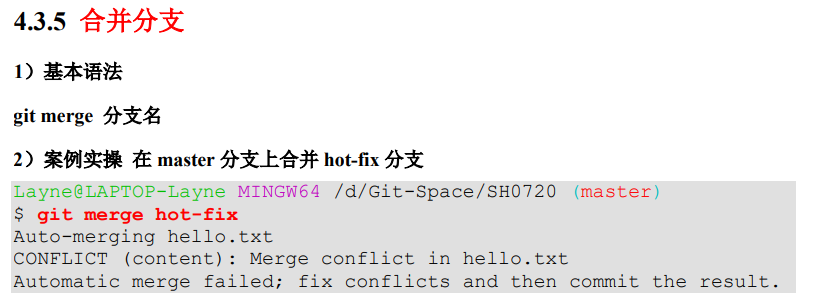 4.3.5 合并分支
1）基本语法
git merge 分支名
2）案例实操 在 master 分支上合并 hot-fix 分支
Layne@LAPTOP-Layne MINGW64 /d/Git-Space/SH0720 (master)
$ git merge hot-fix
Auto-merging hello.txt
CONFLICT (content): Merge conflict in hello.txt
Automatic merge failed; fix conflicts and then commit the result.